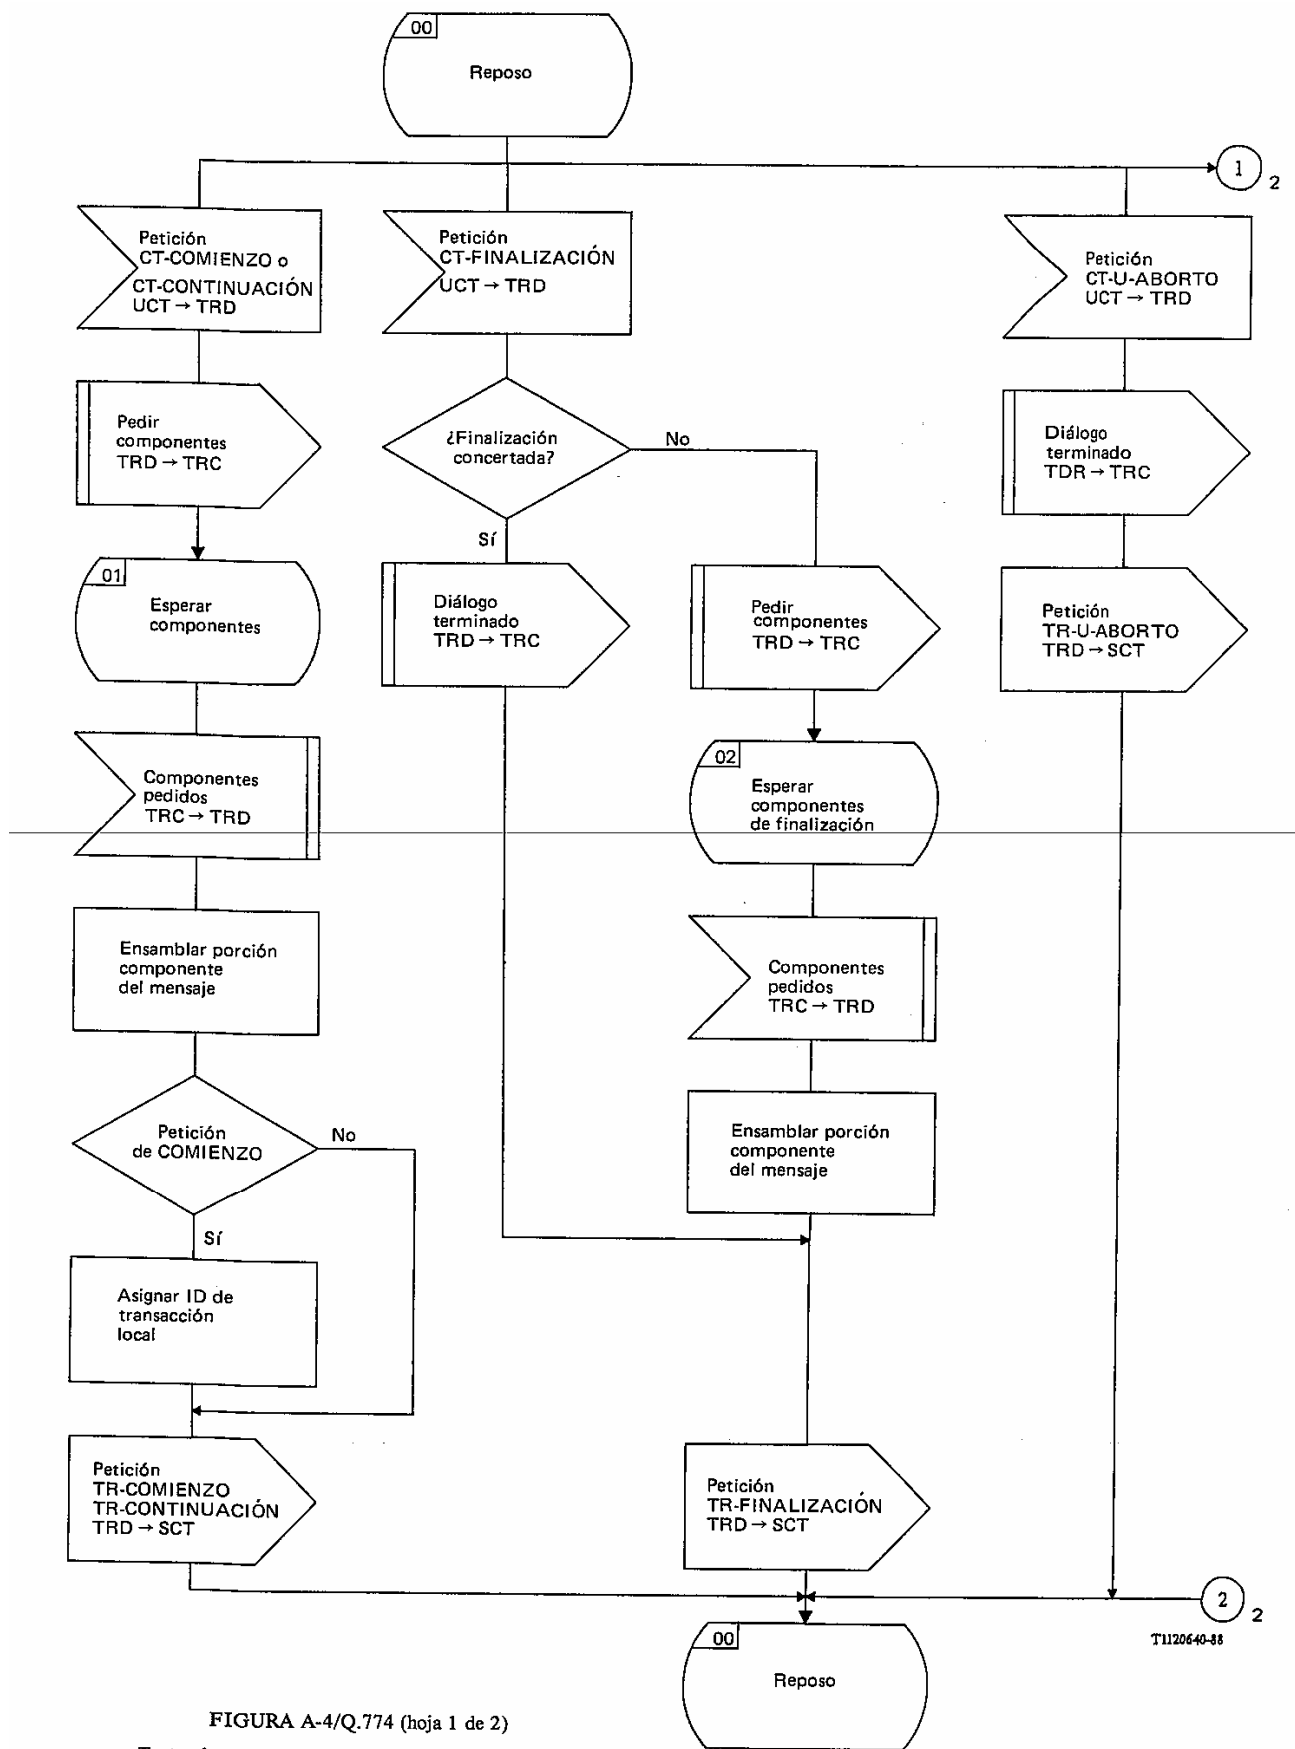 00
Reposo
1
2
Petición
CT-COMIENZO o
CT-CONTINUACIÓN
UCT → TRD
Petición
CT-FINALIZACIÓN
UCT → TRD
Petición
CT-U-ABORTO
UCT → TRD
Pedir
componentes
TRD → TRC
¿Finalización
concertada?
No
Sí
Diálogo
terminado
TDR → TRC
01
Esperar
componentes
Diálogo
terminado
TRD → TRC
Pedir
componentes
TRD → TRC
Petición
TR-U-ABORTO
TRD → SCT
Componentes
pedidos
TRC → TRD
02
Esperar
componentes
de finalización
Ensamblar porción
componente
del mensaje
Componentes
pedidos
TRC → TRD
Petición
de COMIENZO
No
Sí
Ensamblar porción
componente
del mensaje
Asignar ID de
transacción
local
Petición
TR-COMIENZO
TR-CONTINUACIÓN
TRD → SCT
Petición
TR-FINALIZACIÓN
TRD → SCT
2
2
T1120640-88
00
Reposo
FIGURA A-4/Q.774 (hoja 1 de 2)